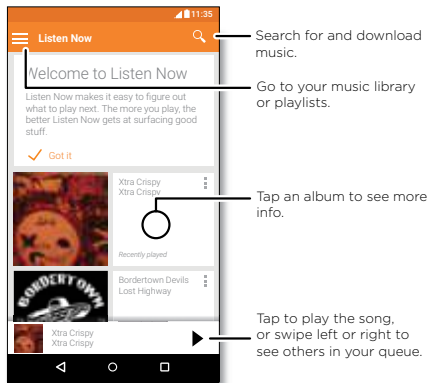 11:35
Listen Now
Search for and download
music.
Welcome to Listen Now
Go to your music library
or playlists.
Listen Now makes it easy to figure out
what to play next. The more you play, the
better Listen Now gets at surfacing good
stuff.
Got it
Xtra Crispy
Xtra Crispy
Tap an album to see more
info.
Recently played
BORDERTOWN
Bordertown Devils
Lost Highway
Xtra Crispy
Xtra Crispy
Tap to play the song,
or swipe left or right to
see others in your queue.